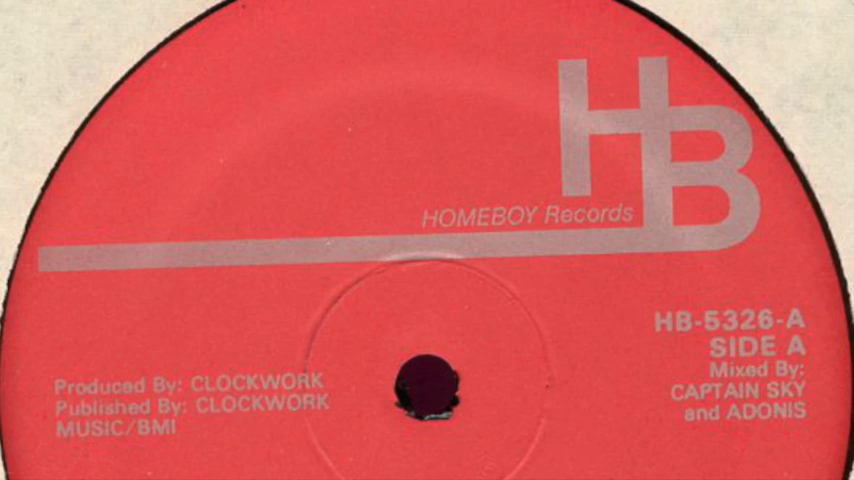 HB
HOMEBOY Records
HB-5326-A
SIDE A
Mixed By:
CAPTAIN SKY
and ADONIS
Produced By: CLOCKWORK
Published By: CLOCKWORK
MUSIC/BMI